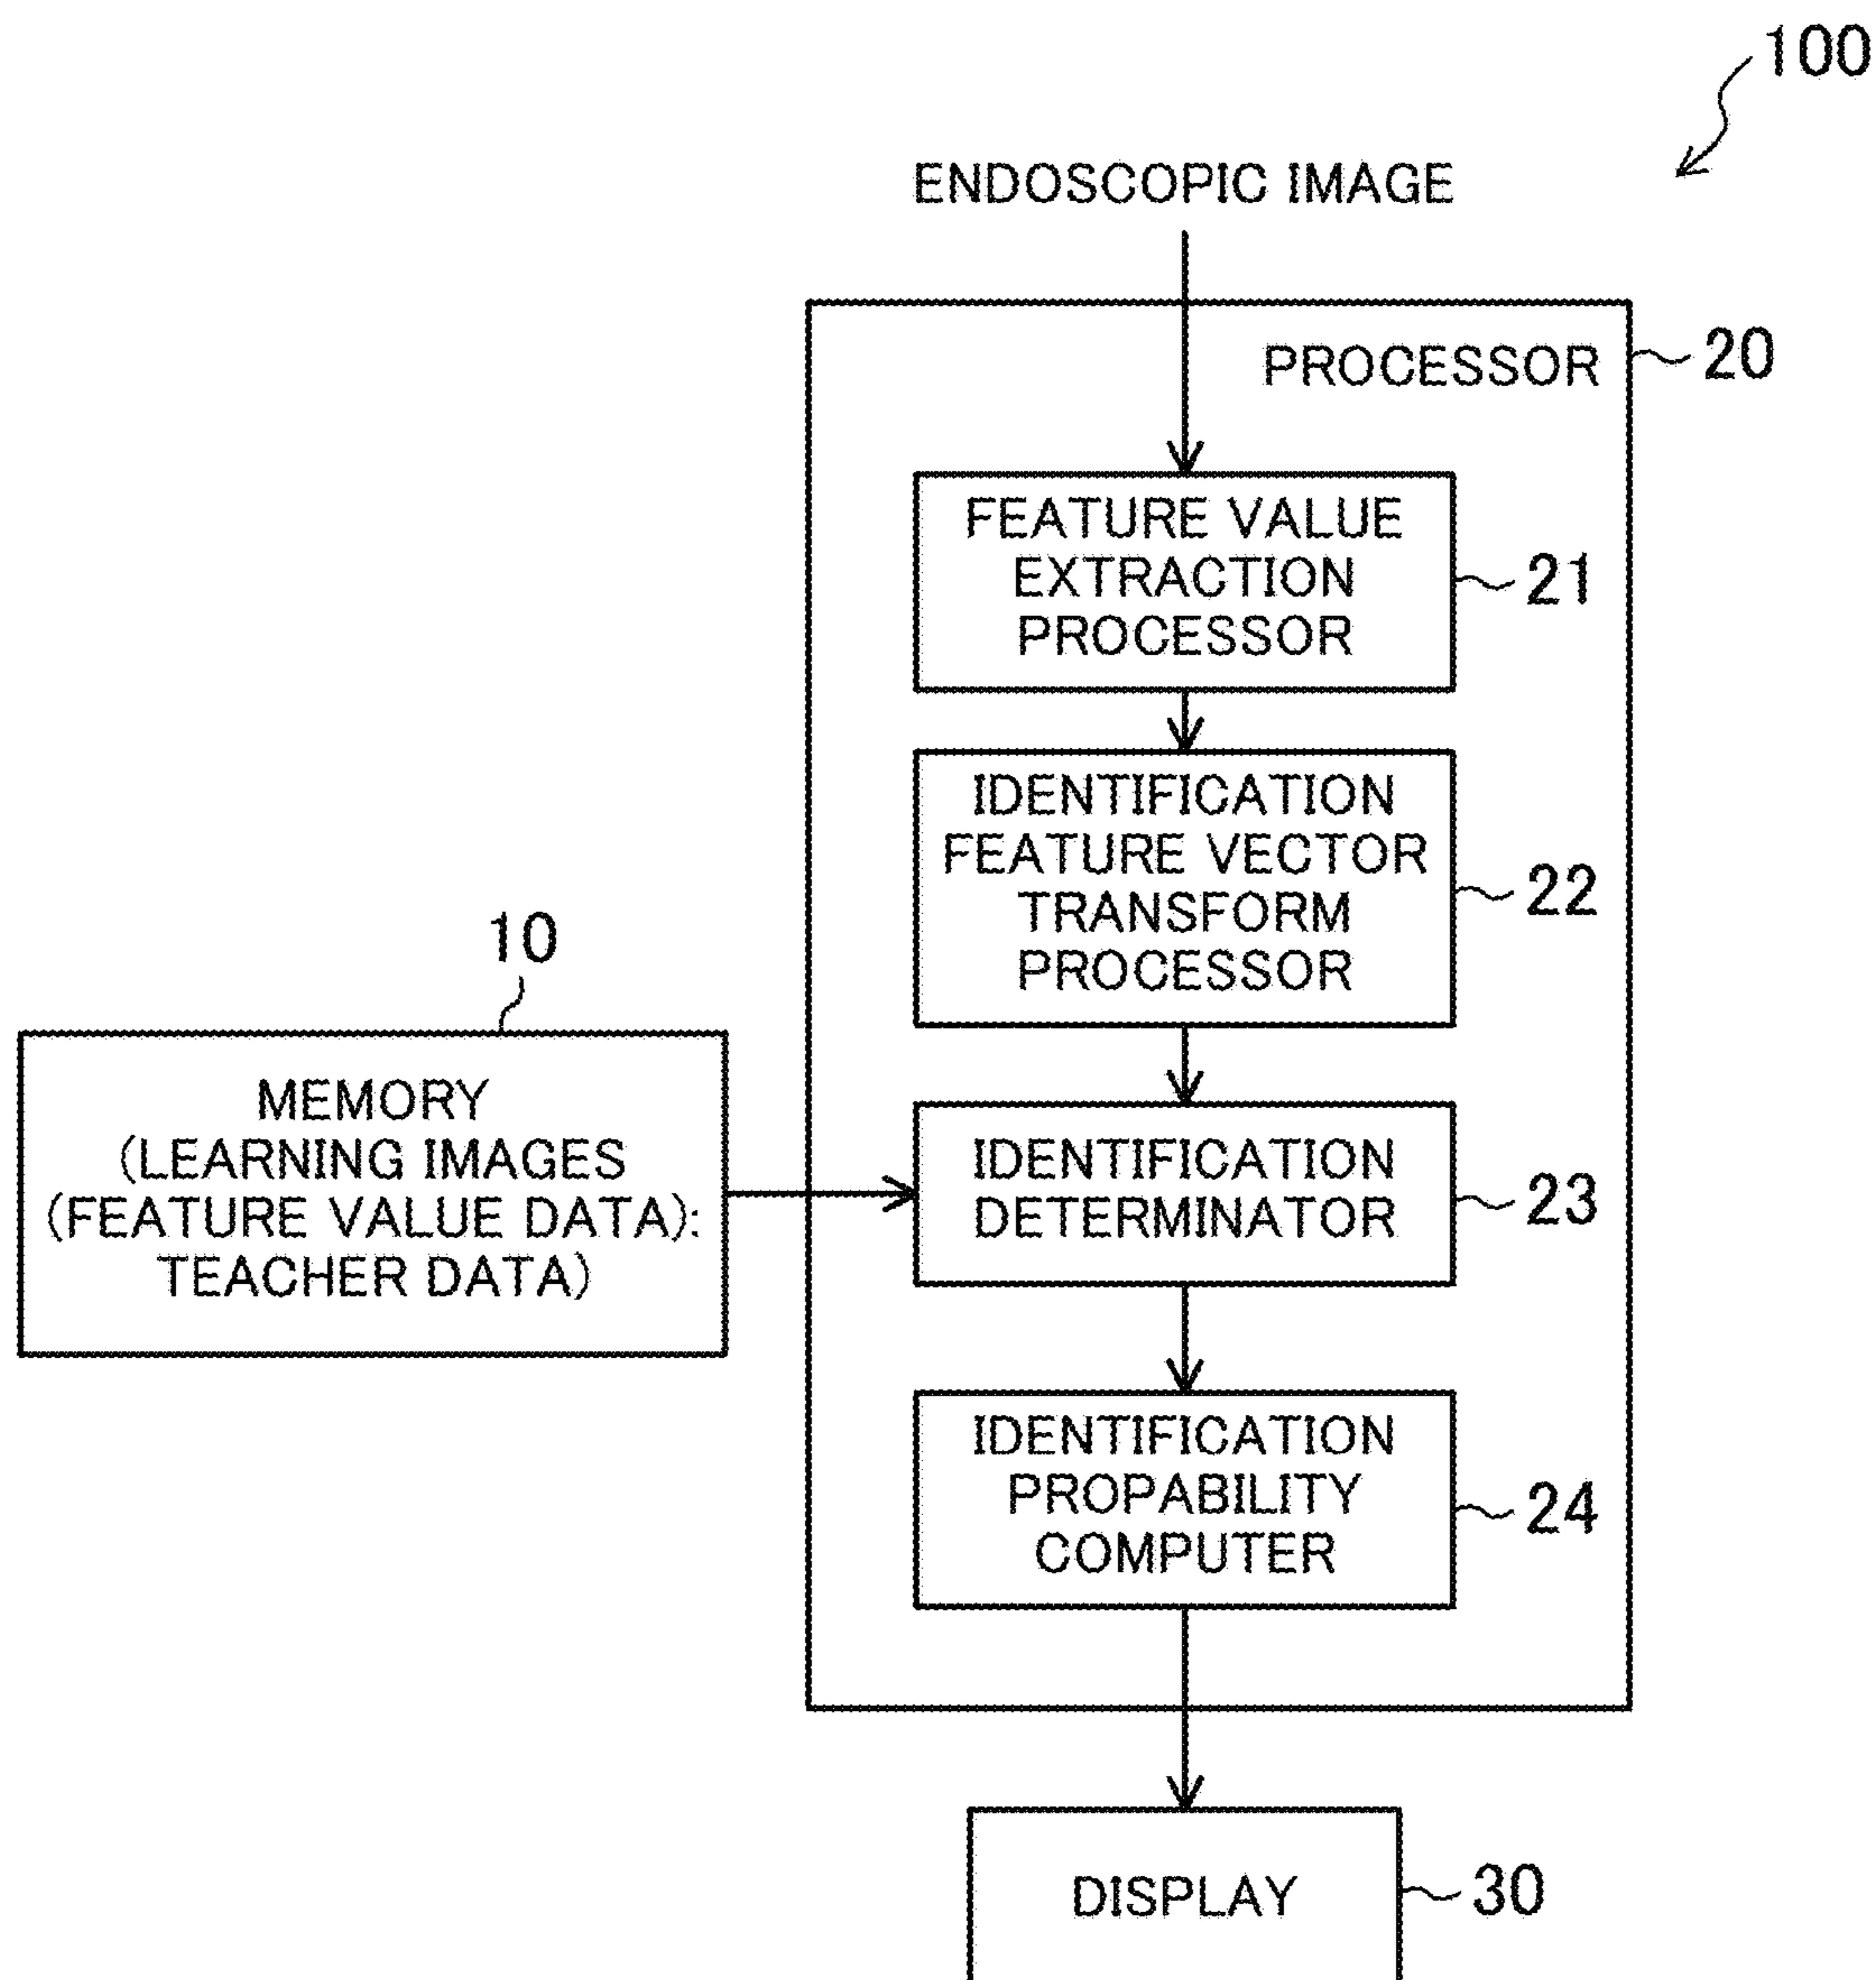 100
ENDOSCOPIC IMAGE
PROCESSOR
20
FEATURE VALUE
EXTRACTION
PROCESSOR
21
IDENTIFICATION
FEATURE VECTOR
TRANSFORM
PROCESSOR
22
10
MEMORY
(LEARNING IMAGES
(FEATURE VALUE DATA):
TEACHER DATA)
IDENTIFICATION
DETERMINATOR
23
IDENTIFICATION
PROPABILITY
COMPUTER
24
DISPLAY
30